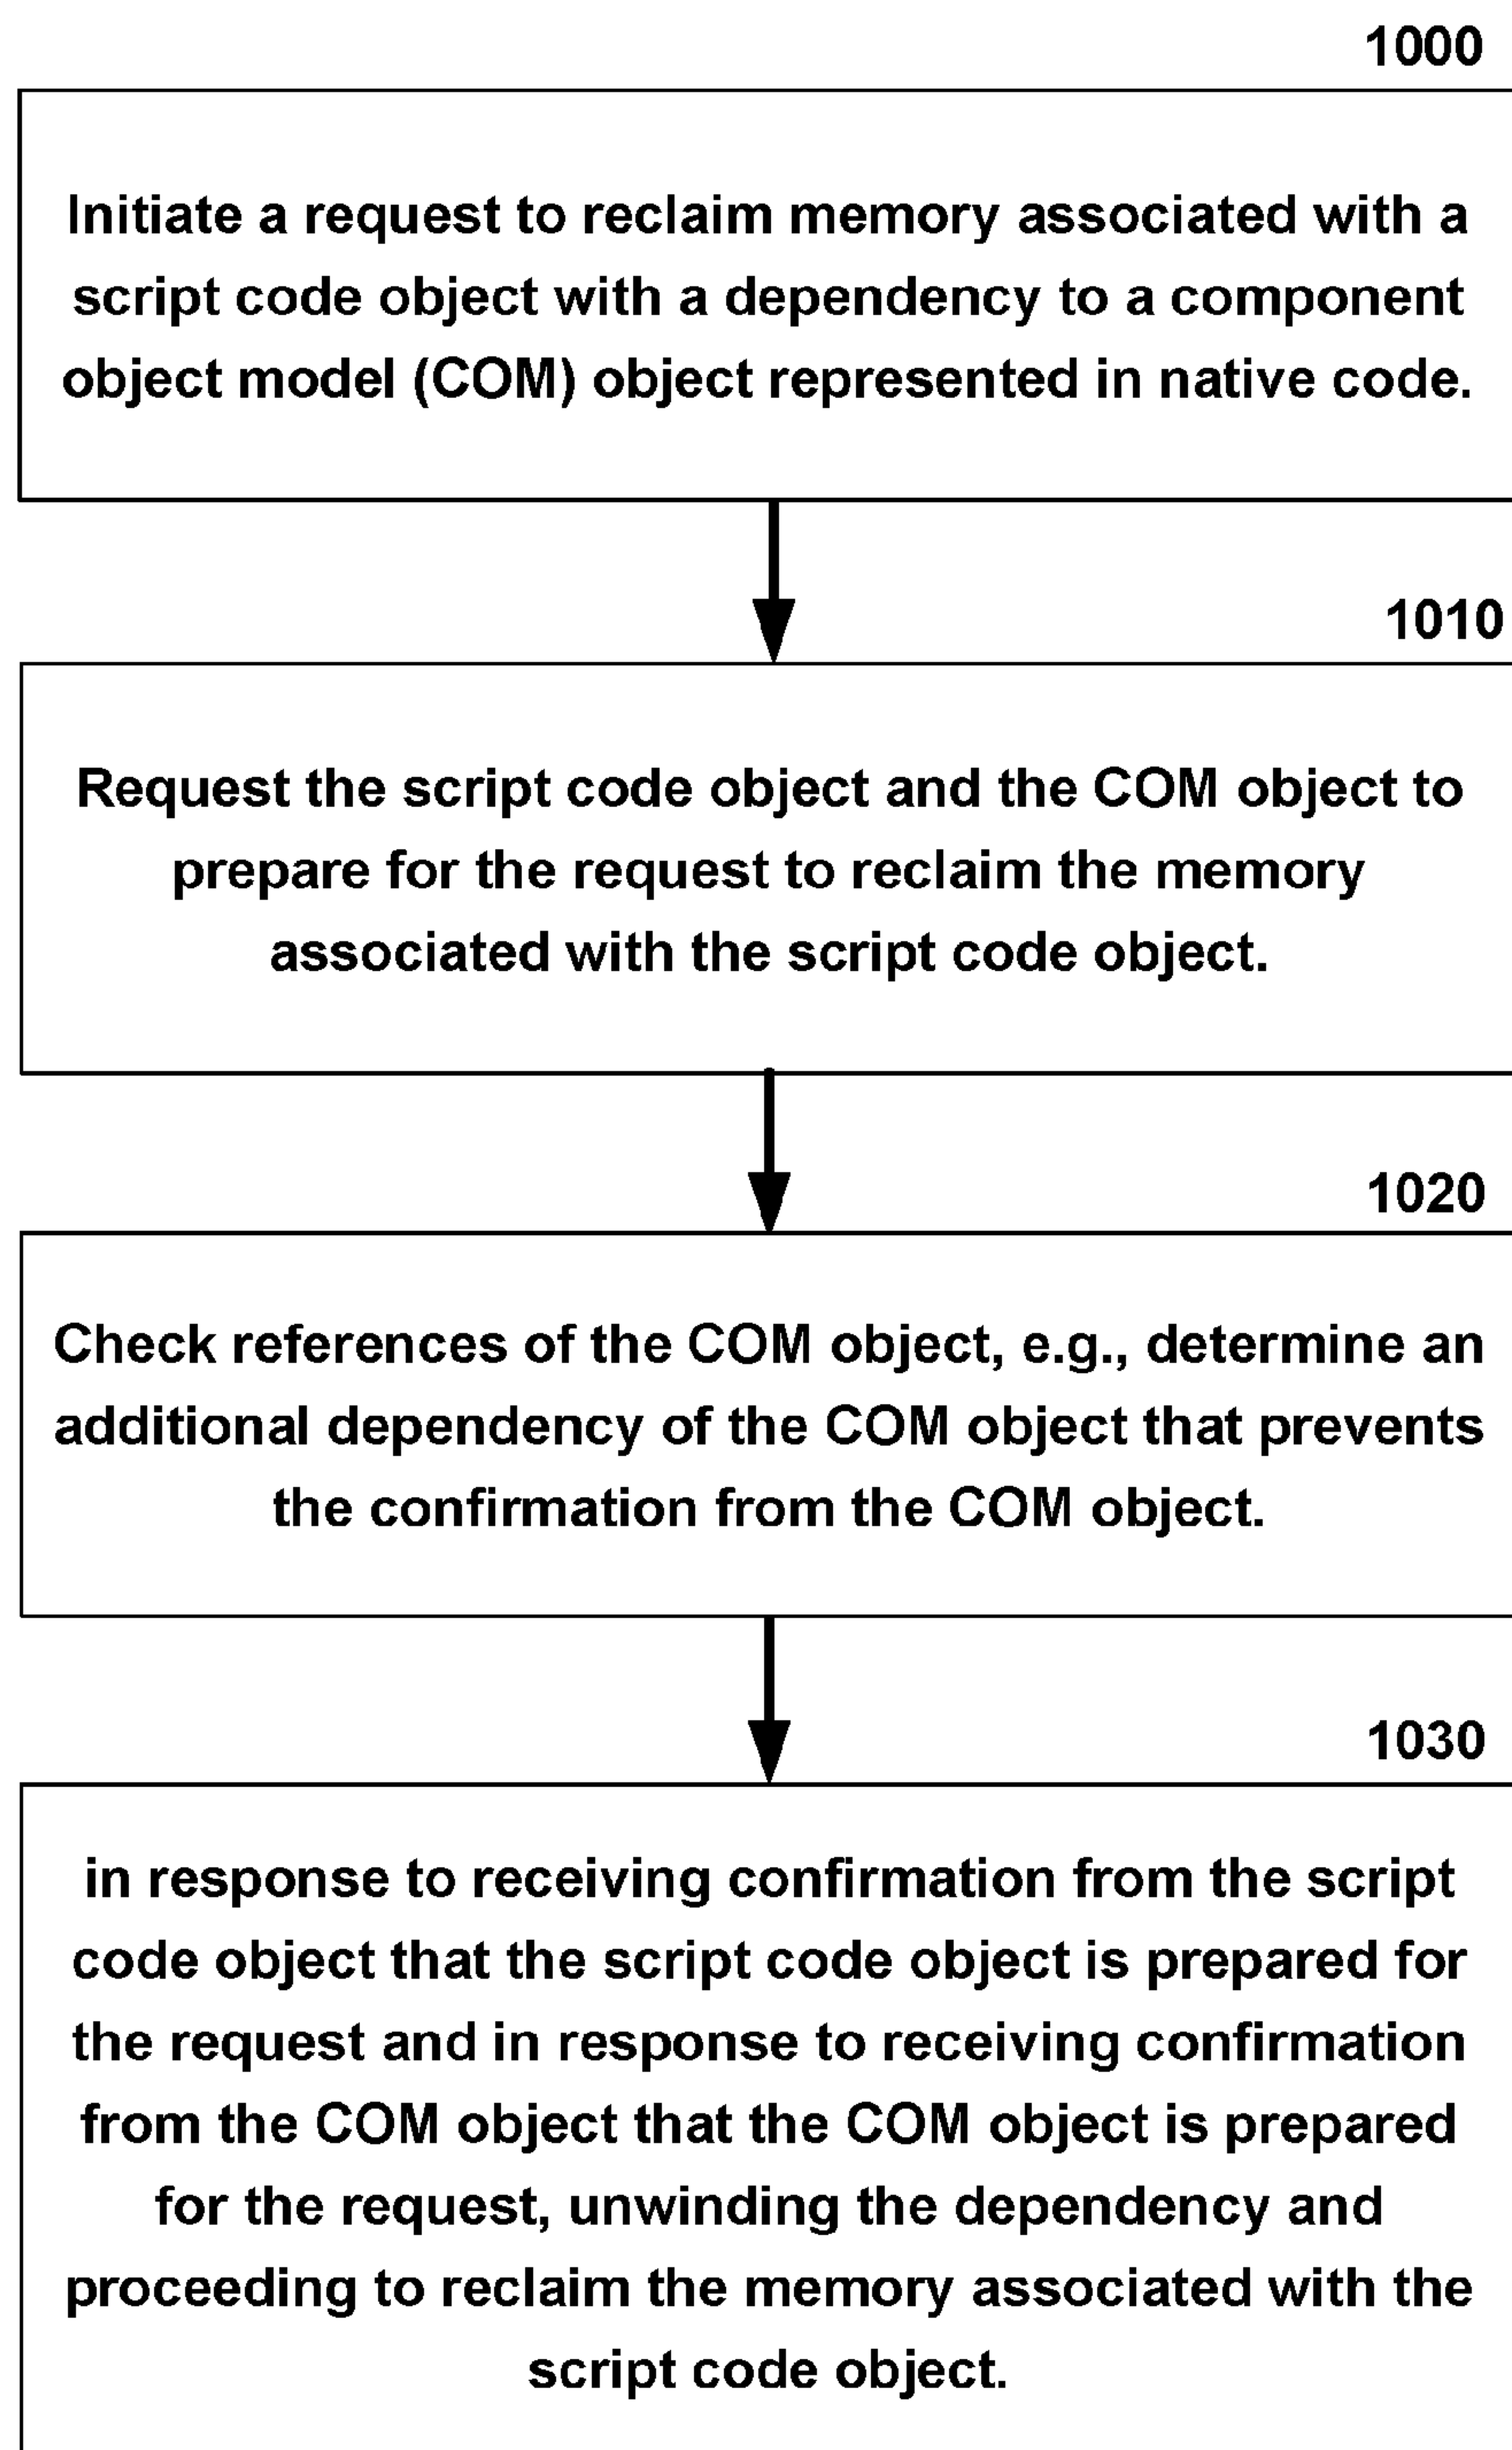 1000
Initiate a request to reclaim memory associated with a
script code object with a dependency to a component
object model (COM) object represented in native code.
1010
Request the script code object and the COM object to
prepare for the request to reclaim the memory
associated with the script code object.
1020
Check references of the COM object, e.g., determine an
additional dependency of the COM object that prevents
the confirmation from the COM object.
1030
in response to receiving confirmation from the script
code object that the script code object is prepared for
the request and in response to receiving confirmation
from the COM object that the COM object is prepared
for the request, unwinding the dependency and
proceeding to reclaim the memory associated with the
script code object.